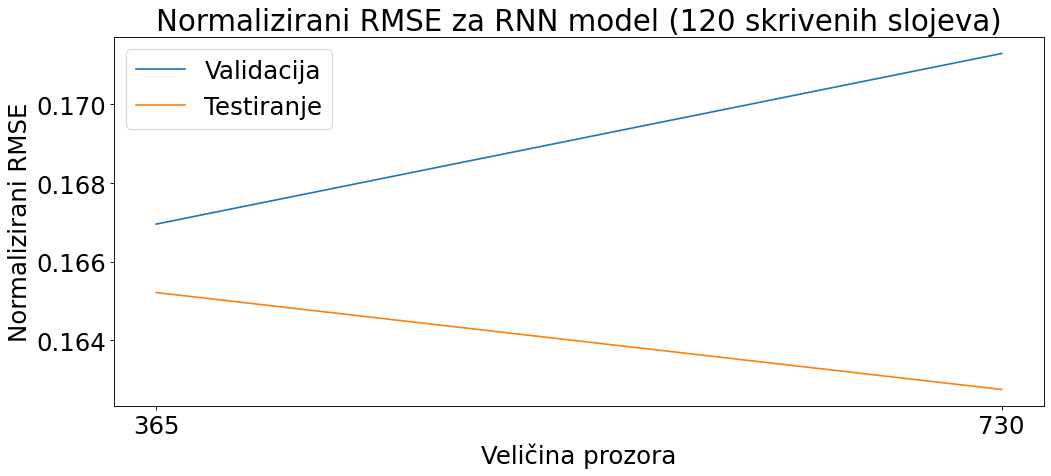 Normalizirani RMSE za RNN model (120 skrivenih slojeva)
Validacija
Testiranje
Normalizirani RMSE
0.170
0.168
0.166
0.164
365
730
Veličina prozora